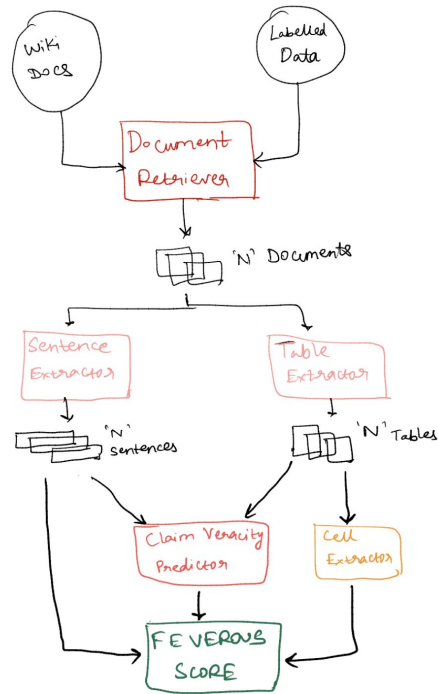 Wiki
Docs
Labelled
Data
Document
Retriever
'N' Documents
Sentence
Extractor
Table
Extractor
'N'
Sentences
'N' Tables
Claim Veracity
Predictor
Cell
Extractor
FEVEROUS
SCORE